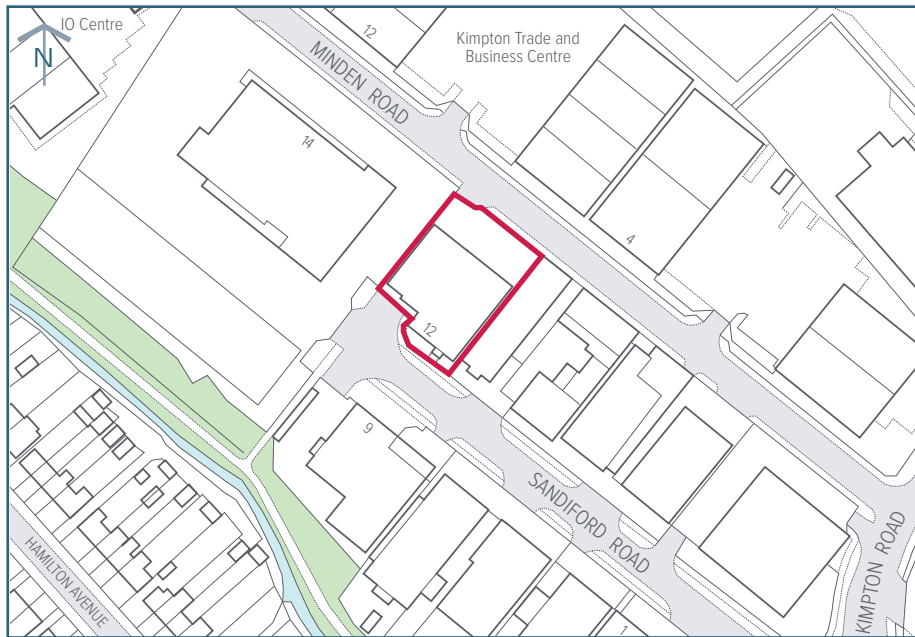 IO Centre
N
12
Kimpton Trade and
Business Centre
MINDEN ROAD
14
4
12
9
SANDIFORD ROAD
HAMILTON AVENUE
KIMPTON ROAD
1